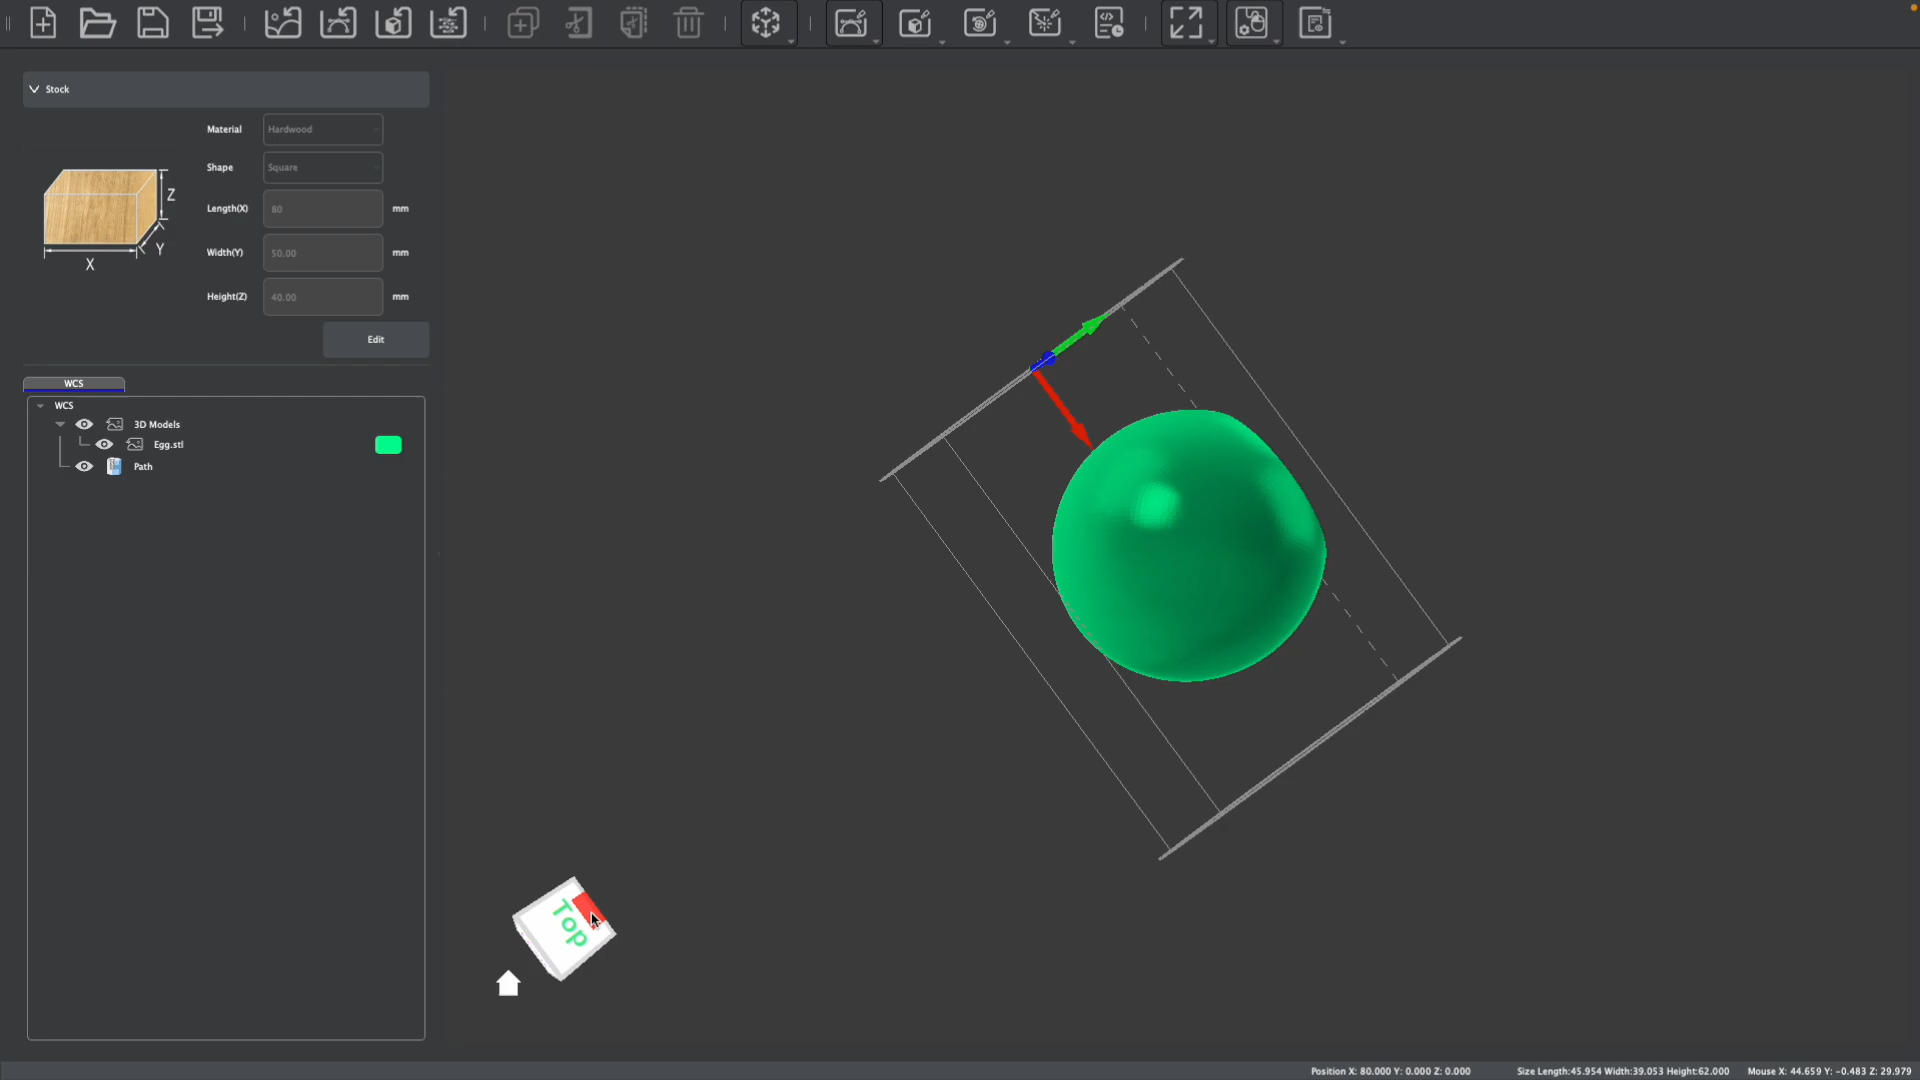 Stock
Material Hardwood
Shape Square
Length(X) 80 mm
Width(Y) 50.00 mm
Height(Z) 40.00 mm
Z
Y
X
Edit
WCS
WCS
3D Models
Egg.stl
Path
Top
Position X: 80.000 Y: 0.000 Z: 0.000 Size Length:45.954 Width:39.053 Height:62.000 Mouse X: 44.659 Y: -0.483 Z: 29.979